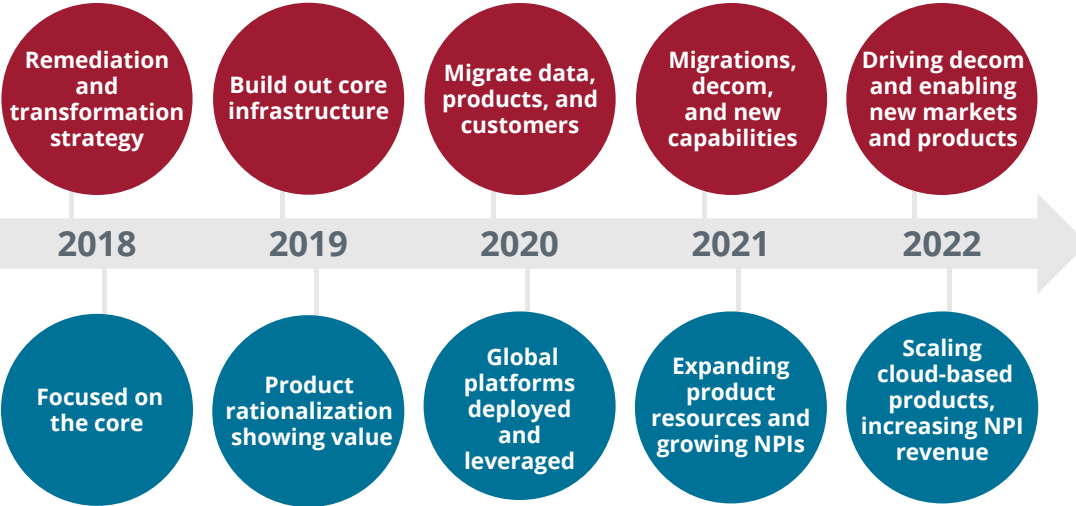 Remediation
and
transformation
strategy
Build out core
infrastructure
Migrate data,
products, and
customers
Migrations,
decom,
and new
capabilities
Driving decom
and enabling
new markets
and products
2018
2019
2020
2021
2022
Focused on
the core
Product
rationalization
showing value
Global
platforms
deployed
and
leveraged
Expanding
product
resources and
growing NPIs
Scaling
cloud-based
products,
increasing NPI
revenue